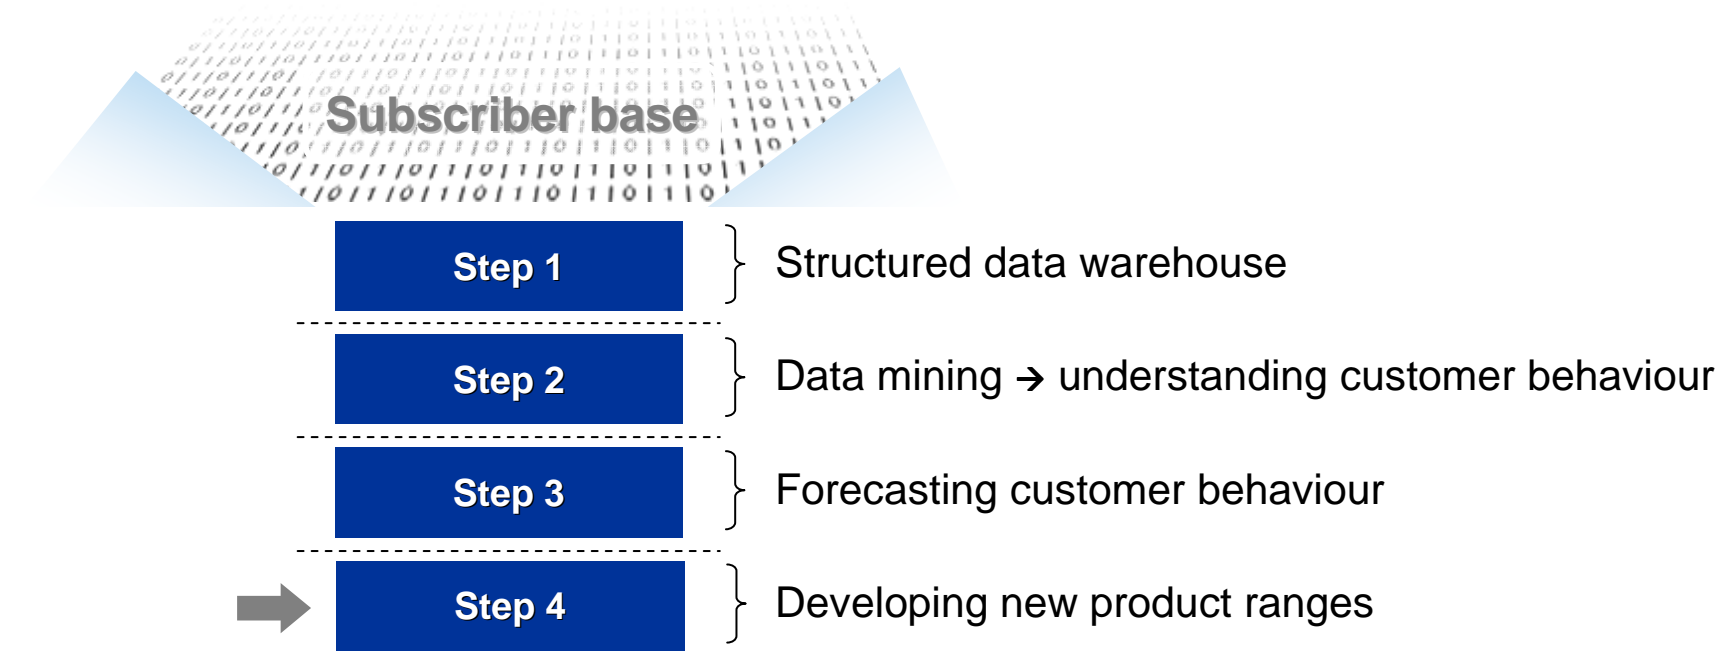 Subscriber base
Step 1
Structured data warehouse
Step 2
Data mining → understanding customer behaviour
Step 3
Forecasting customer behaviour
Step 4
Developing new product ranges